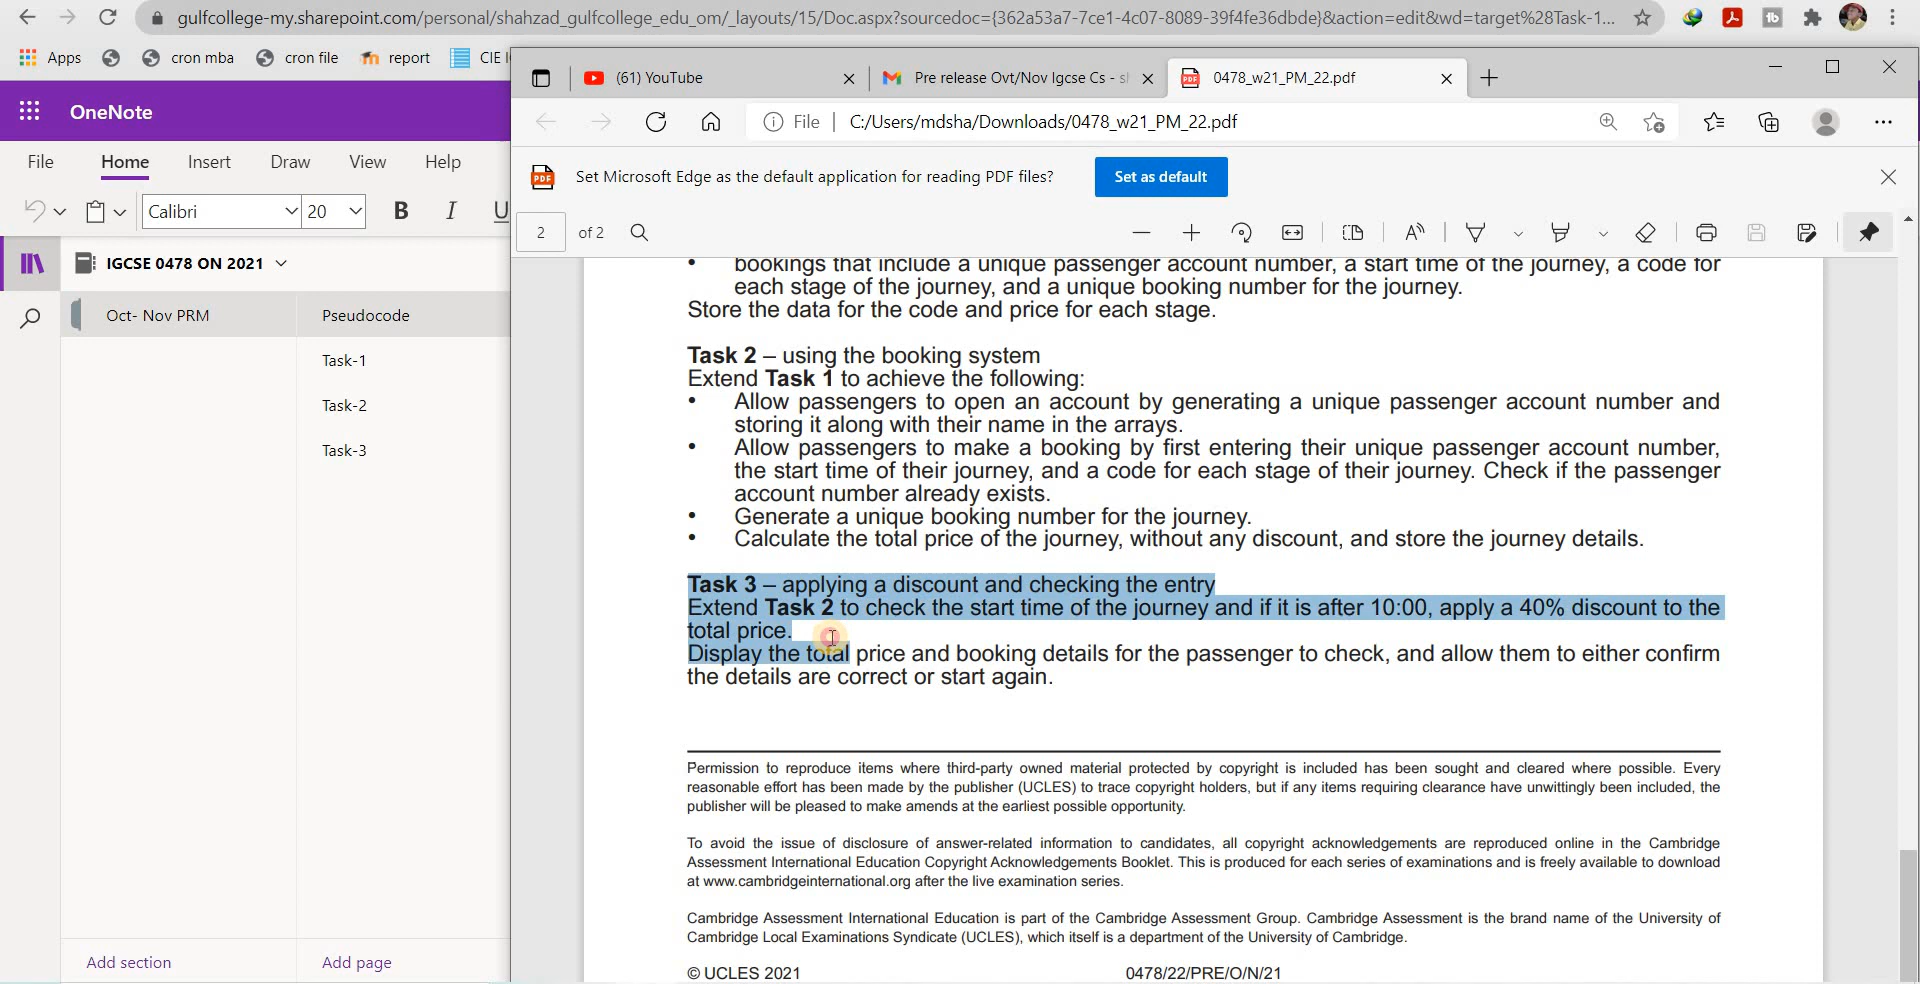 gulfcollege-my.sharepoint.com/personal/shahzad_gulfcollege_edu_om/_layouts/15/Doc.aspx?sourcedoc={362a53a7-7ce1-4c07-8089-39f4fe36dbde}&action=edit&wd=target%28Task-1...
Apps
cron mba
cron file
report
CIE
OneNote
File
Home
Insert
Draw
View
Help
Calibri
20
B
I
U
IGCSE 0478 ON 2021
Oct- Nov PRM
Pseudocode
Task-1
Task-2
Task-3
Add section
Add page
(61) YouTube
Pre release Ovt/Nov Igcse Cs -
PDF
0478_w21_PM_22.pdf
File
C:/Users/mdsha/Downloads/0478_w21_PM_22.pdf
PDF
Set Microsoft Edge as the default application for reading PDF files?
Set as default
2
of 2
• bookings that include a unique passenger account number, a start time of the journey, a code for
each stage of the journey, and a unique booking number for the journey.
Store the data for the code and price for each stage.
Task 2 – using the booking system
Extend Task 1 to achieve the following:
• Allow passengers to open an account by generating a unique passenger account number and
storing it along with their name in the arrays.
• Allow passengers to make a booking by first entering their unique passenger account number,
the start time of their journey, and a code for each stage of their journey. Check if the passenger
account number already exists.
• Generate a unique booking number for the journey.
• Calculate the total price of the journey, without any discount, and store the journey details.
Task 3 – applying a discount and checking the entry
Extend Task 2 to check the start time of the journey and if it is after 10:00, apply a 40% discount to the
total price.
Display the total price and booking details for the passenger to check, and allow them to either confirm
the details are correct or start again.
Permission to reproduce items where third-party owned material protected by copyright is included has been sought and cleared where possible. Every
reasonable effort has been made by the publisher (UCLES) to trace copyright holders, but if any items requiring clearance have unwittingly been included, the
publisher will be pleased to make amends at the earliest possible opportunity.
To avoid the issue of disclosure of answer-related information to candidates, all copyright acknowledgements are reproduced online in the Cambridge
Assessment International Education Copyright Acknowledgements Booklet. This is produced for each series of examinations and is freely available to download
at www.cambridgeinternational.org after the live examination series.
Cambridge Assessment International Education is part of the Cambridge Assessment Group. Cambridge Assessment is the brand name of the University of
Cambridge Local Examinations Syndicate (UCLES), which itself is a department of the University of Cambridge.
© UCLES 2021
0478/22/PRE/O/N/21